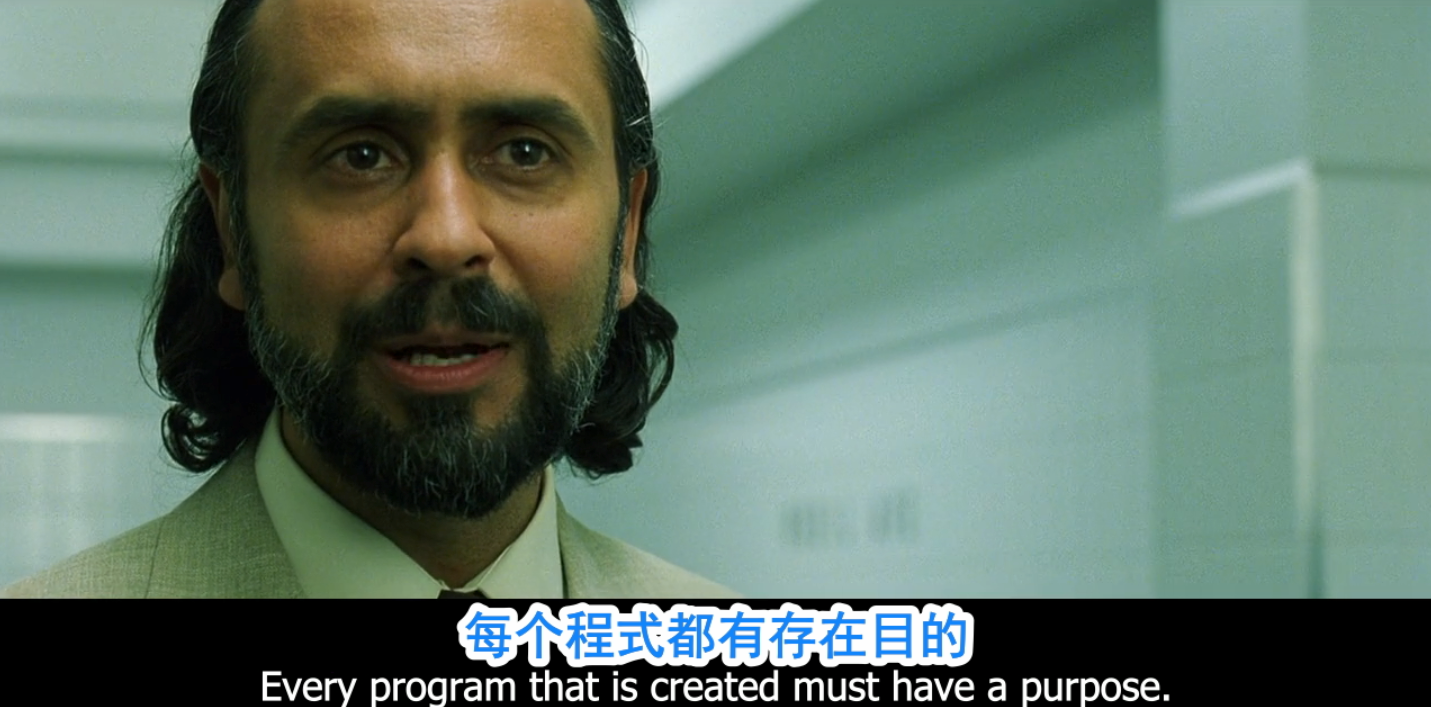 每个程式都有存在目的
Every program that is created must have a purpose.